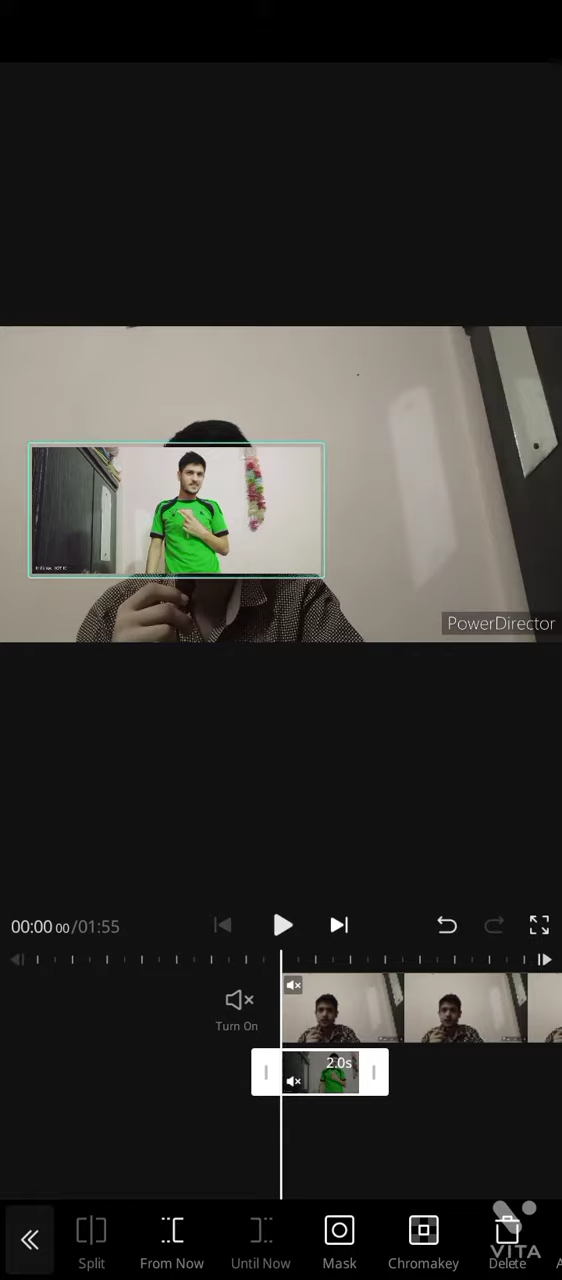 PowerDirector
00:00 00/01:55
Turn On
2.0s
Split
From Now
Until Now
Mask
Chromakey
Delete
A
VITA